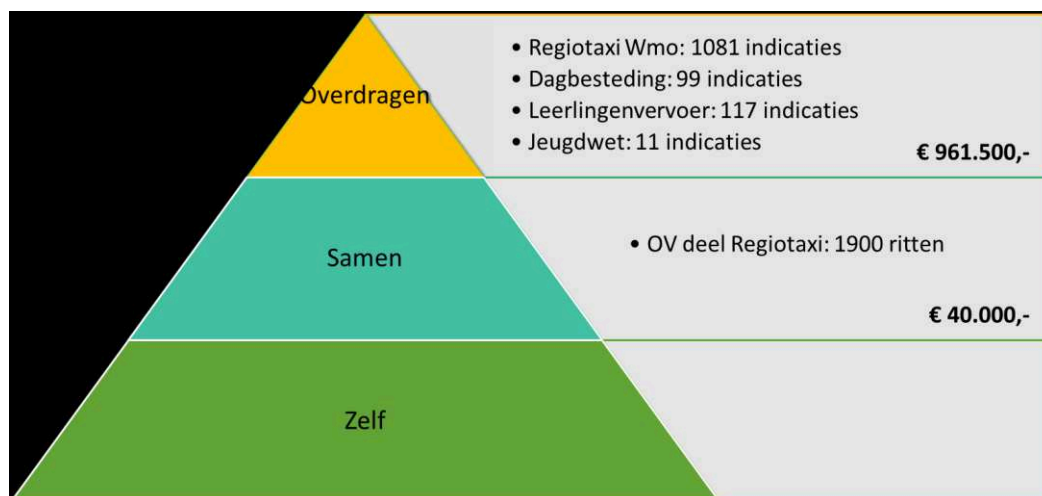 Overdragen
• Regiotaxi Wmo: 1081 indicaties
• Dagbesteding: 99 indicaties
• Leerlingenvervoer: 117 indicaties
• Jeugdwet: 11 indicaties
€ 961.500,-
Samen
• OV deel Regiotaxi: 1900 ritten
€ 40.000,-
Zelf